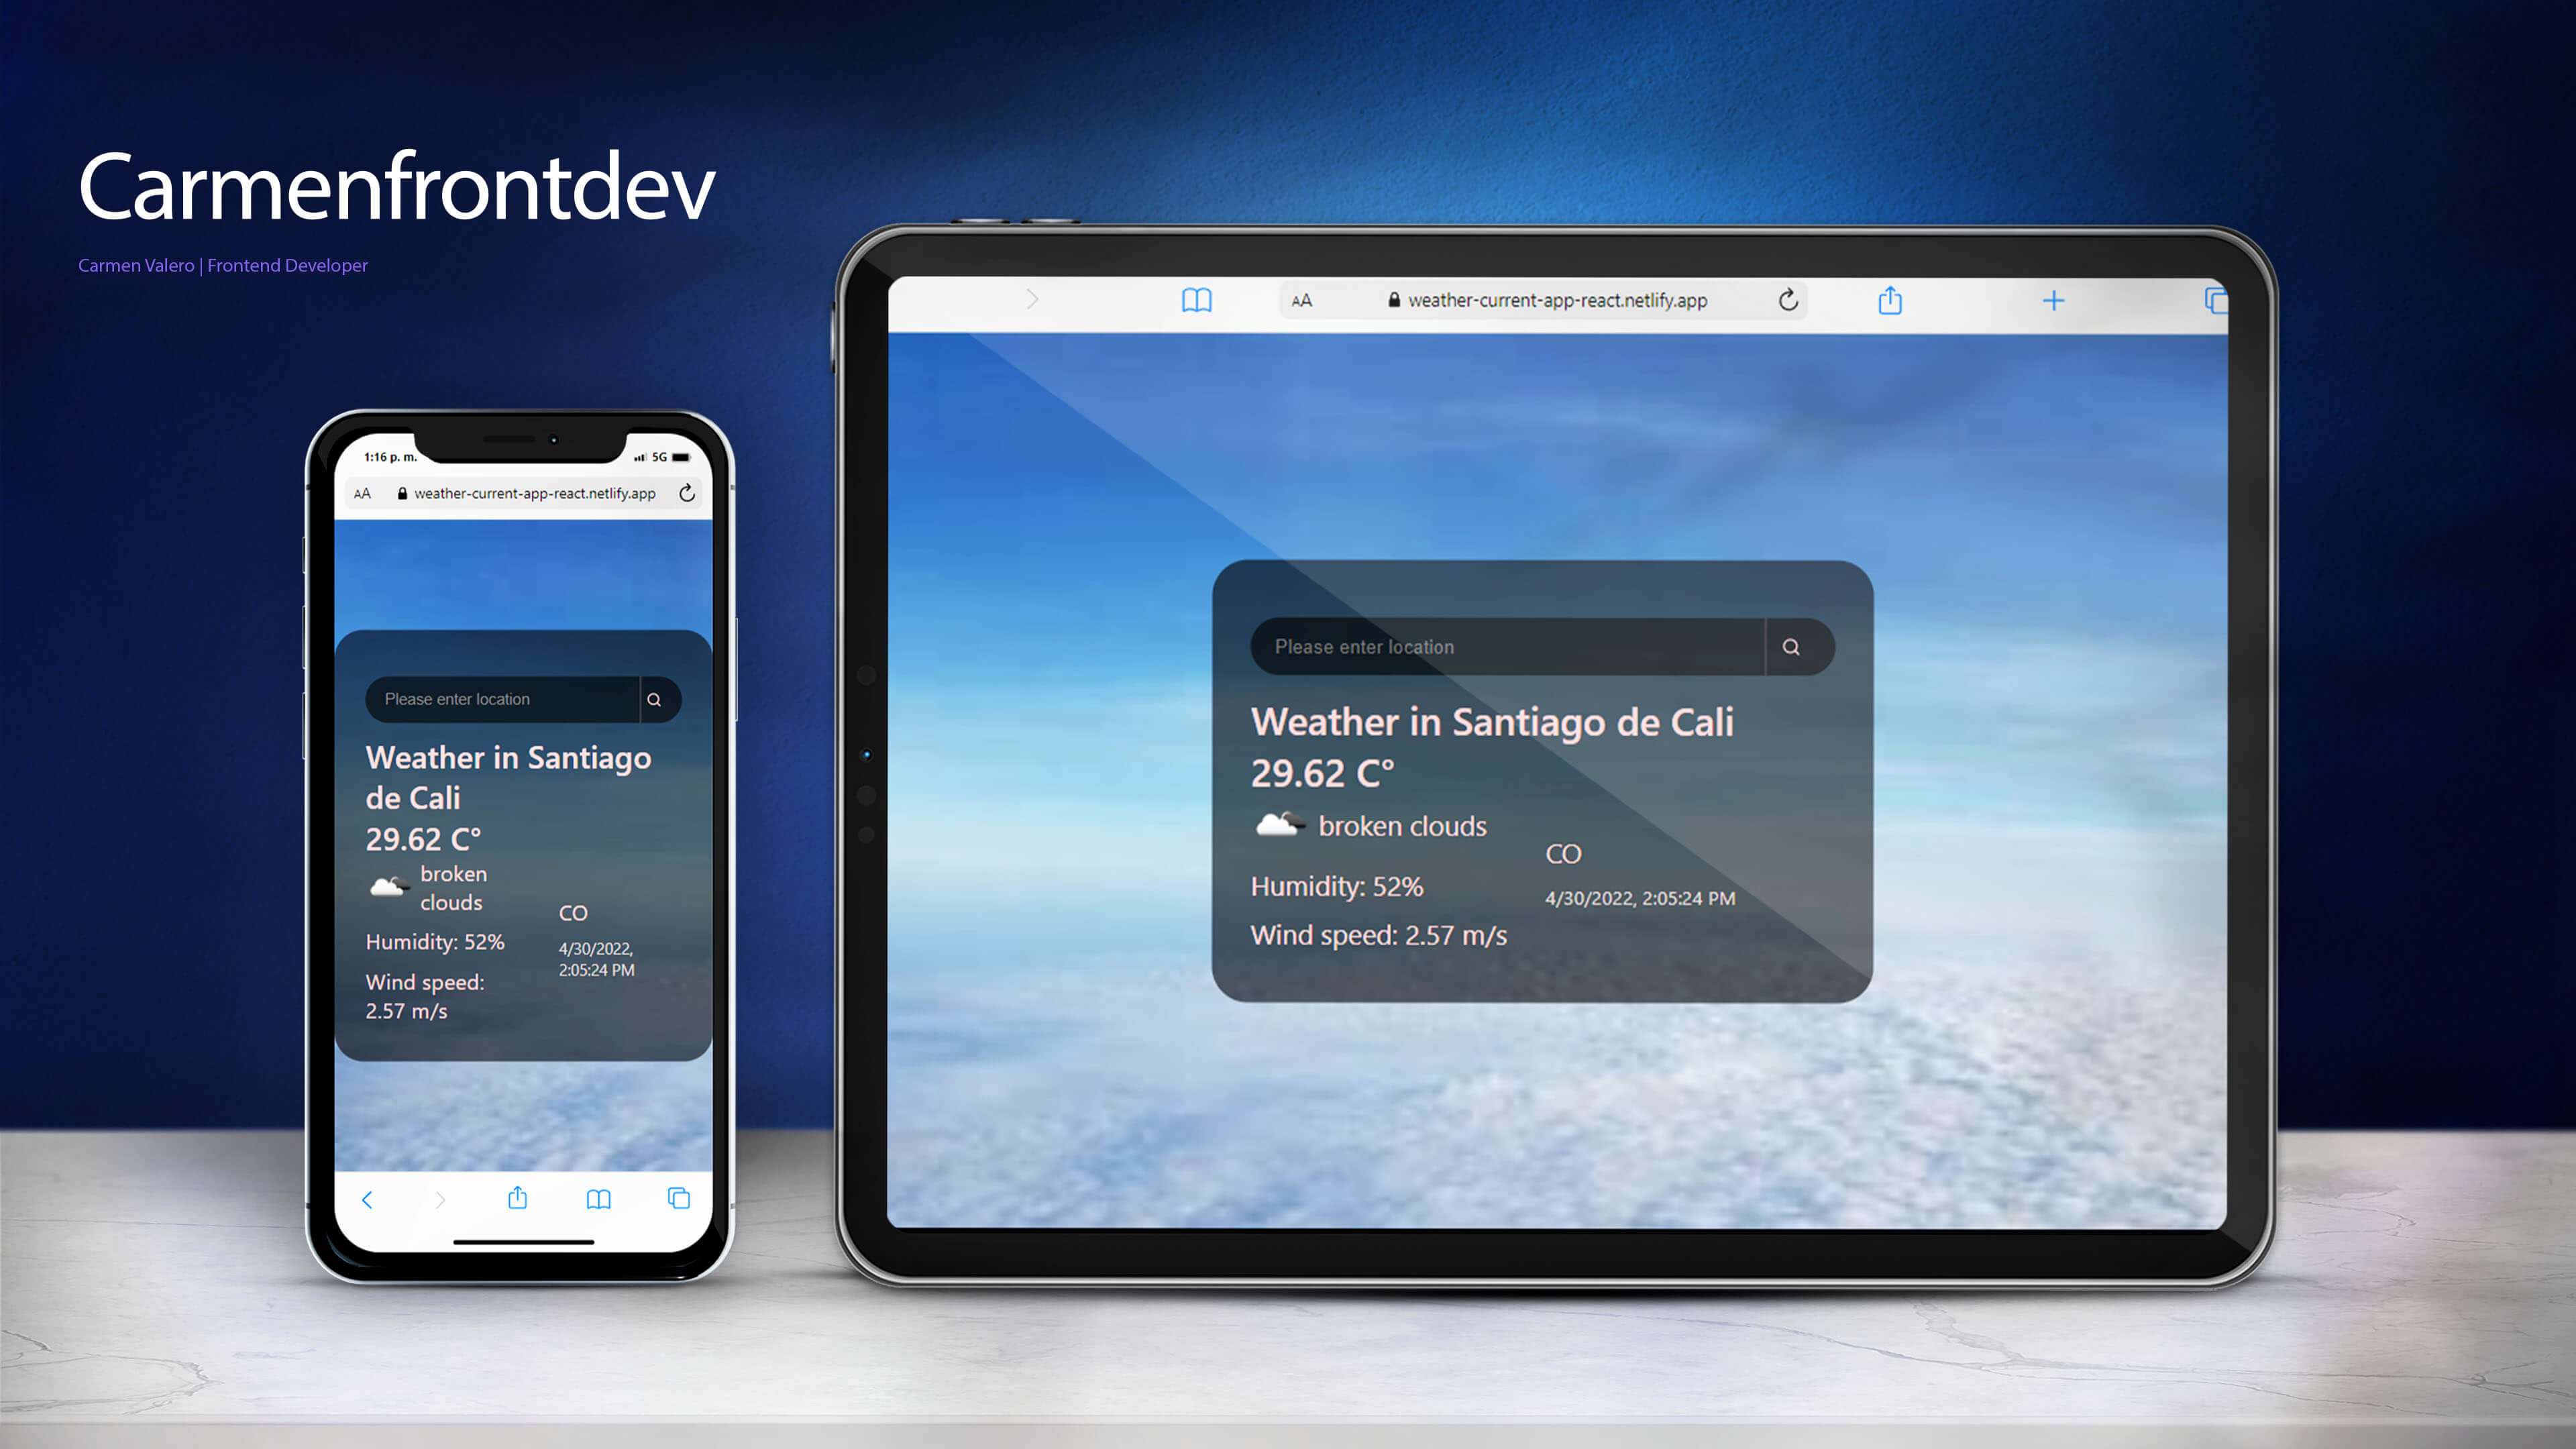 Carmenfrontdev
Carmen Valero | Frontend Developer
1:16 p. m.
5G
AA
weather-current-app-react.netlify.app
Please enter location
Weather in Santiago
de Cali
29.62 C°
broken
clouds
Humidity: 52%
Wind speed:
2.57 m/s
CO
4/30/2022,
2:05:24 PM
AA
weather-current-app-react.netlify.app
Please enter location
Weather in Santiago de Cali
29.62 C°
broken clouds
Humidity: 52%
Wind speed: 2.57 m/s
CO
4/30/2022, 2:05:24 PM